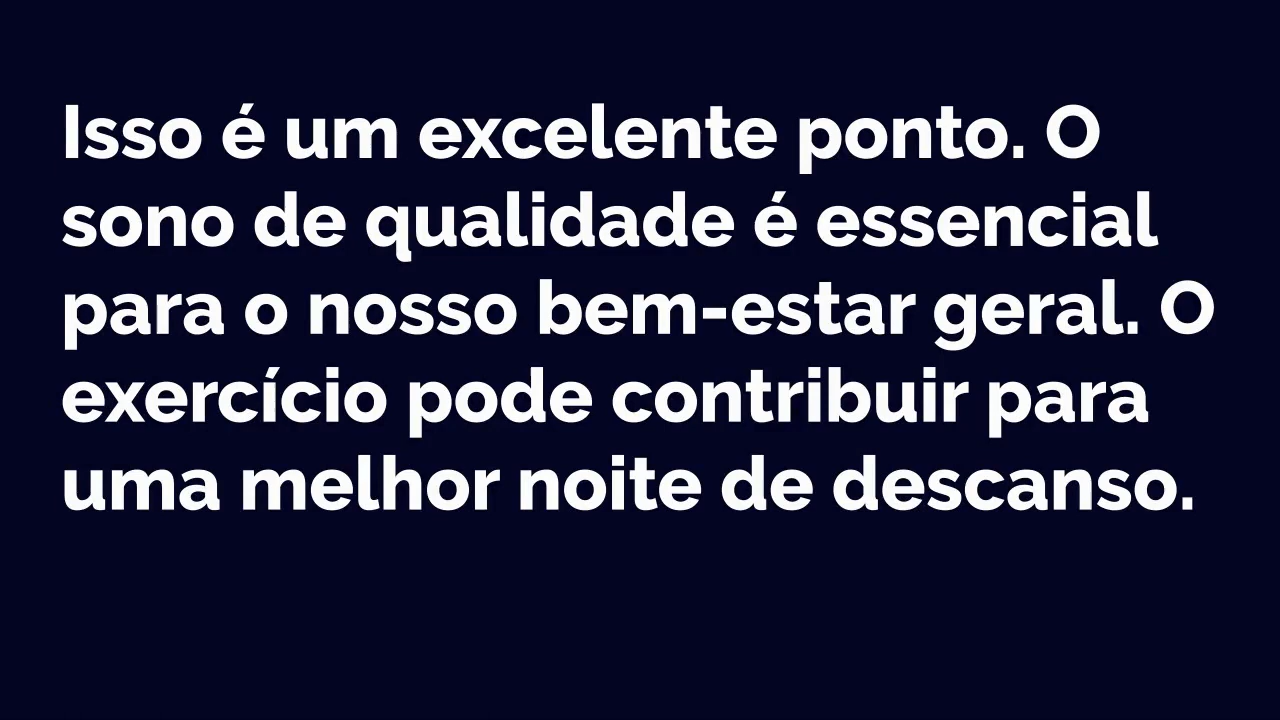 Isso é um excelente ponto. O
sono de qualidade é essencial
para o nosso bem-estar geral. O
exercício pode contribuir para
uma melhor noite de descanso.